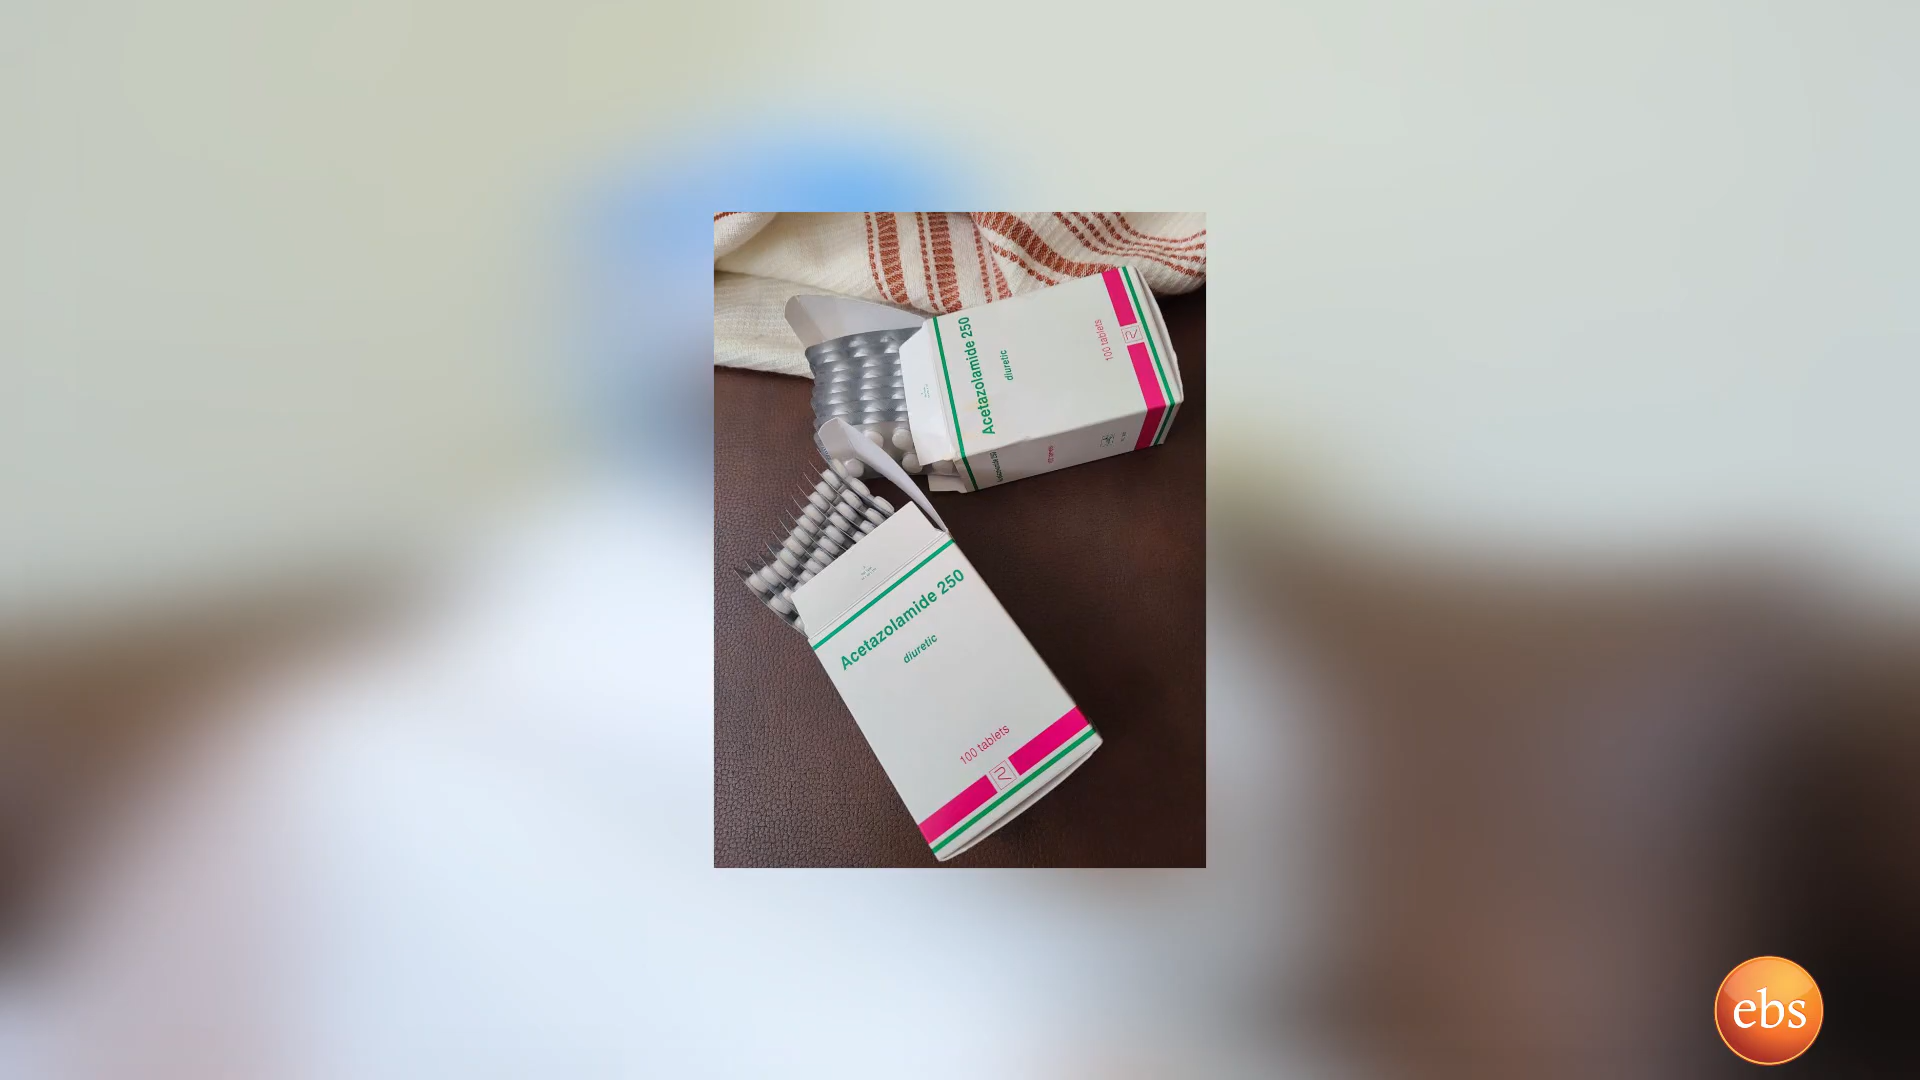 Acetazolamide 250
diuretic
100 tablets
Acetazolamide 250
diuretic
100 tablets
ebs